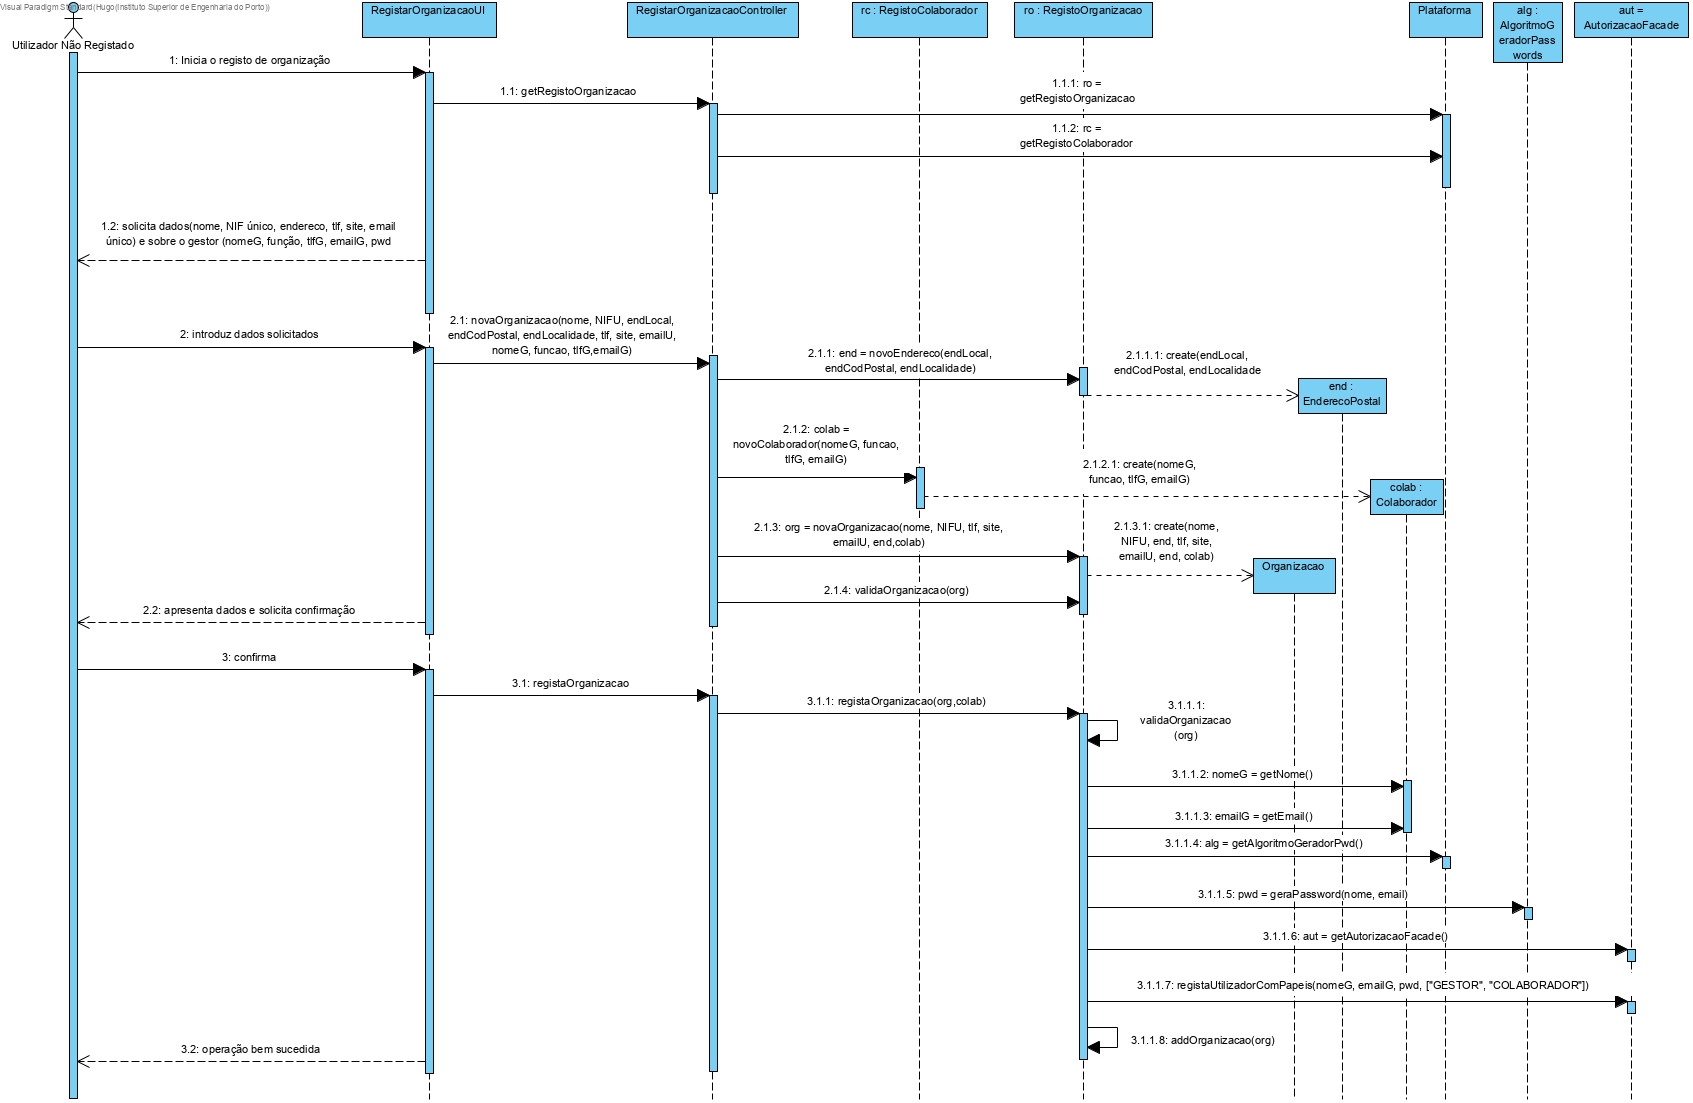 Visual Paradigm Standard(Hugo(Instituto Superior de Engenharia do Porto))
Utilizador Não Registado
RegistarOrganizacaoUI
RegistarOrganizacaoController
rc : RegistoColaborador
ro : RegistoOrganizacao
Plataforma
alg :
AlgoritmoG
eradorPass
words
aut =
AutorizacaoFacade
1: Inicia o registo de organização
1.1: getRegistoOrganizacao
1.1.1: ro =
getRegistoOrganizacao
1.1.2: rc =
getRegistoColaborador
1.2: solicita dados(nome, NIF único, endereco, tlf, site, email
único) e sobre o gestor (nomeG, função, tlfG, emailG, pwd
2: introduz dados solicitados
2.1: novaOrganizacao(nome, NIFU, endLocal,
endCodPostal, endLocalidade, tlf, site, emailU,
nomeG, funcao, tlfG,emailG)
2.1.1: end = novoEndereco(endLocal,
endCodPostal, endLocalidade)
2.1.1.1: create(endLocal,
endCodPostal, endLocalidade
end :
EnderecoPostal
2.1.2: colab =
novoColaborador(nomeG, funcao,
tlfG, emailG)
2.1.2.1: create(nomeG,
funcao, tlfG, emailG)
colab :
Colaborador
2.1.3: org = novaOrganizacao(nome, NIFU, tlf, site,
emailU, end,colab)
2.1.3.1: create(nome,
NIFU, end, tlf, site,
emailU, end, colab)
Organizacao
2.1.4: validaOrganizacao(org)
2.2: apresenta dados e solicita confirmação
3: confirma
3.1: registaOrganizacao
3.1.1: registaOrganizacao(org,colab)
3.1.1.1:
validaOrganizacao
(org)
3.1.1.2: nomeG = getNome()
3.1.1.3: emailG = getEmail()
3.1.1.4: alg = getAlgoritmoGeradorPwd()
3.1.1.5: pwd = geraPassword(nome, email)
3.1.1.6: aut = getAutorizacaoFacade()
3.1.1.7: registaUtilizadorComPapeis(nomeG, emailG, pwd, ["GESTOR", "COLABORADOR"])
3.1.1.8: addOrganizacao(org)
3.2: operação bem sucedida